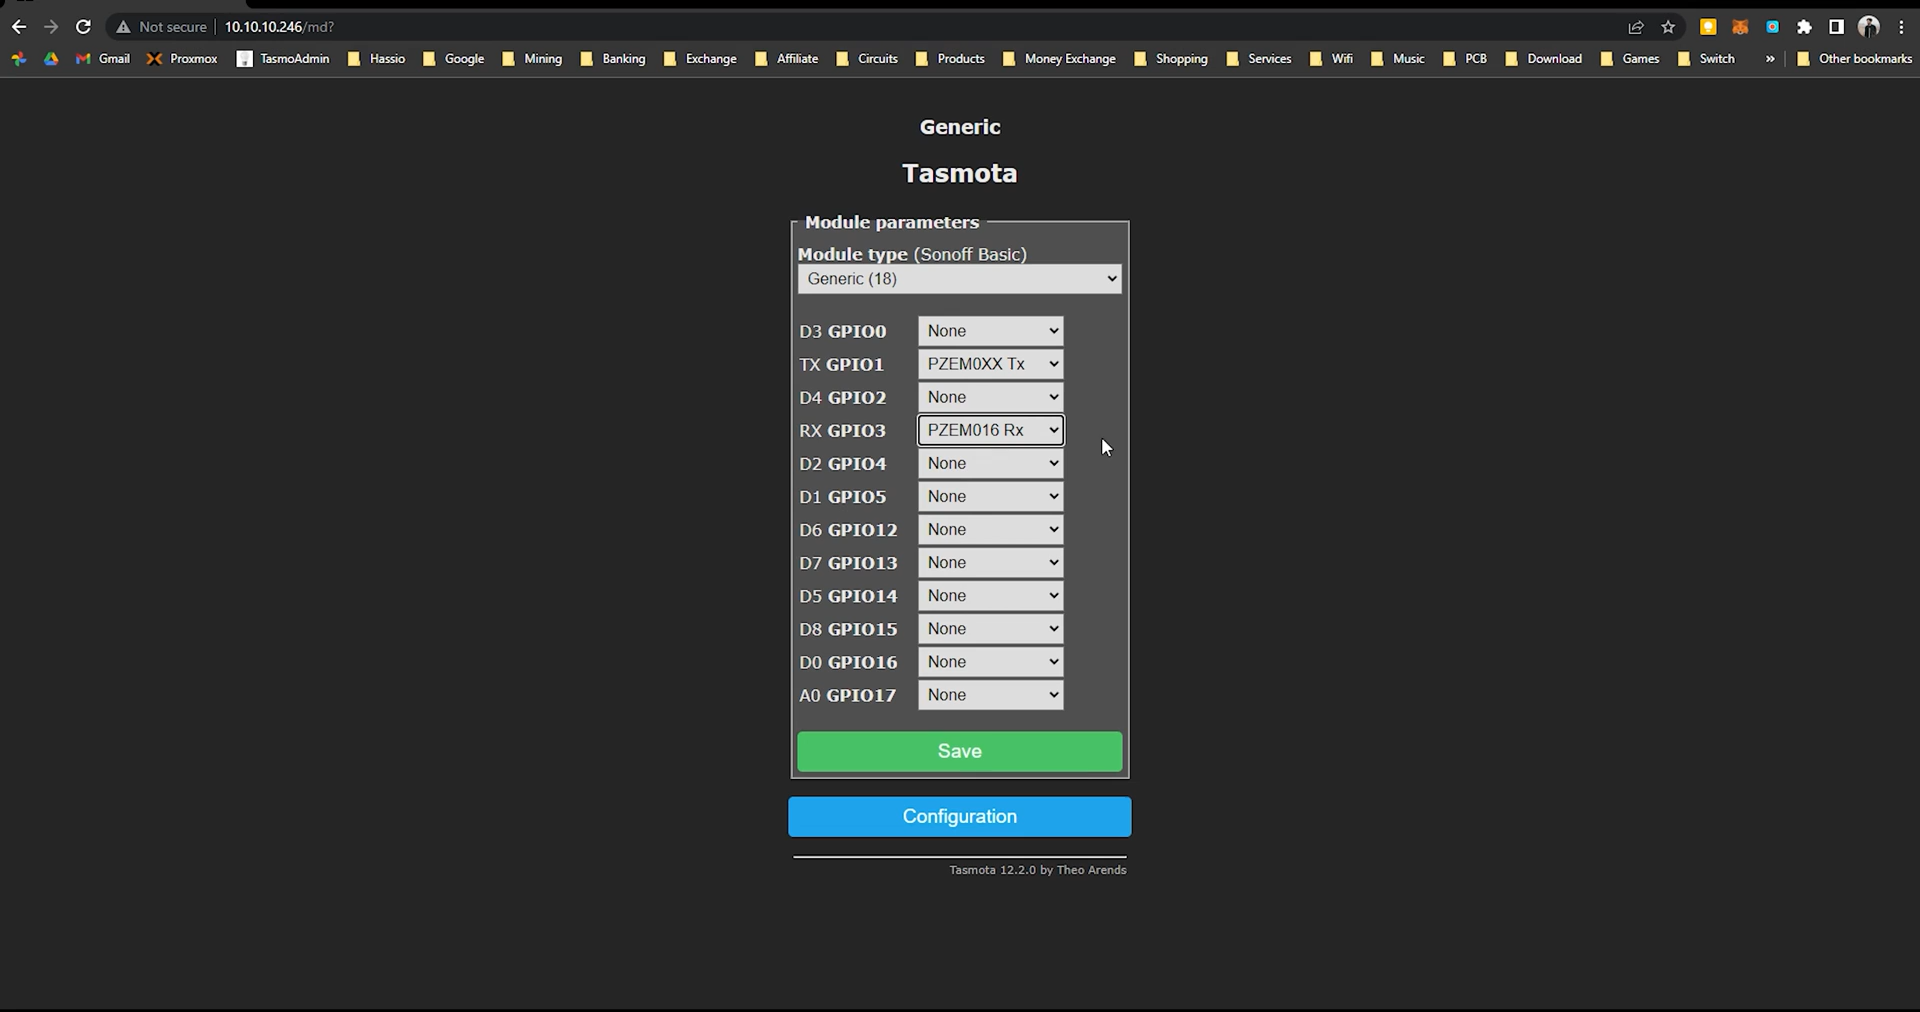 Not secure 10.10.10.246/md?
Gmail Proxmox TasmoAdmin Hassio Google Mining Banking Exchange Affiliate Circuits Products Money Exchange Shopping Services Wifi Music PCB Download Games Switch » Other bookmarks
Generic
Tasmota
Module parameters
Module type (Sonoff Basic)
Generic (18)
D3 GPIO0 None
TX GPIO1 PZEM0XX Tx
D4 GPIO2 None
RX GPIO3 PZEM016 Rx
D2 GPIO4 None
D1 GPIO5 None
D6 GPIO12 None
D7 GPIO13 None
D5 GPIO14 None
D8 GPIO15 None
D0 GPIO16 None
A0 GPIO17 None
Save
Configuration
Tasmota 12.2.0 by Theo Arends